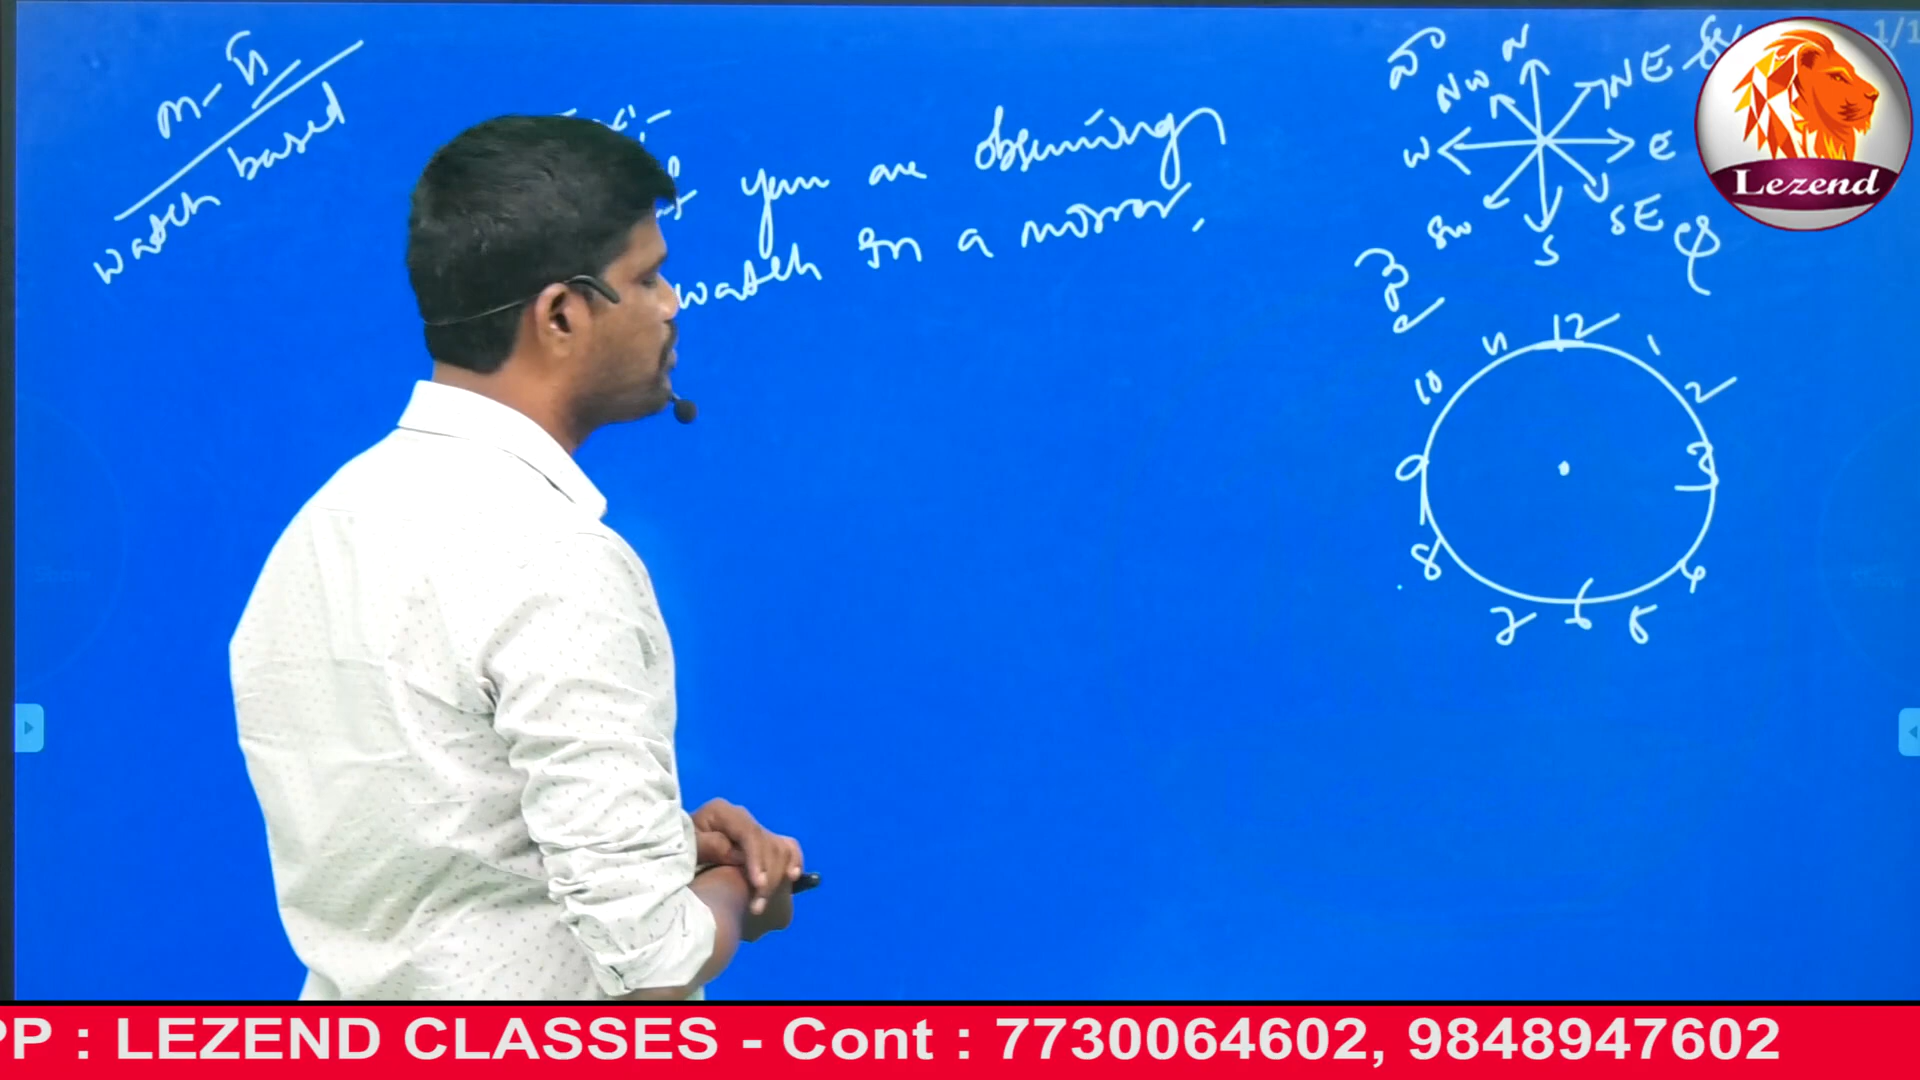 watch based
you are observing
watch in a mirror,
N
NW
NE
W
E
SW
S
SE
1/1
Lezend
12
11
1
10
2
9
3
8
4
7
6
5
PP : LEZEND CLASSES - Cont : 7730064602, 9848947602